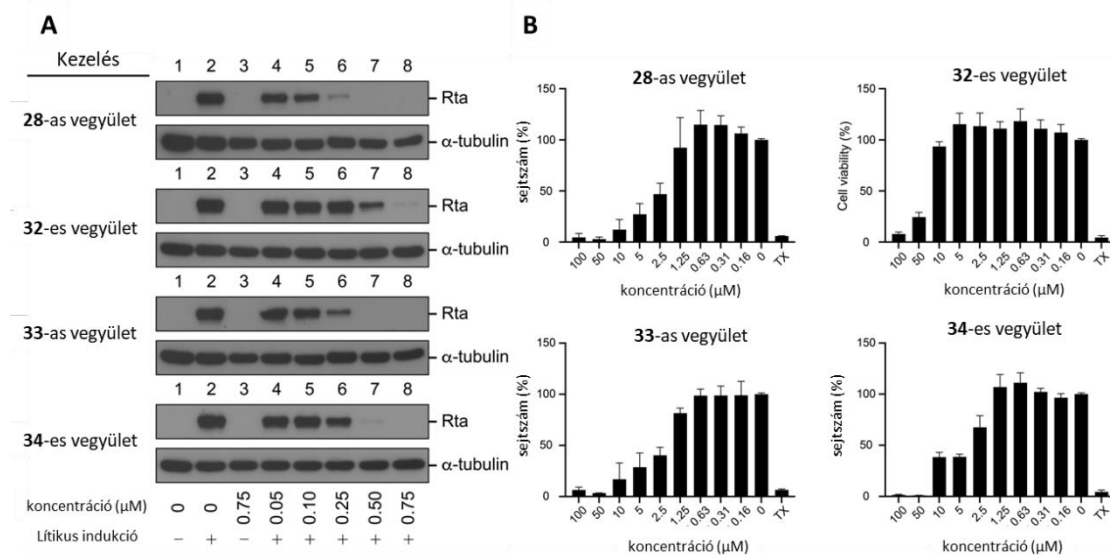 A
Kezelés
1 2 3 4 5 6 7 8
28-as vegyület
Rta
α-tubulin
1 2 3 4 5 6 7 8
32-es vegyület
Rta
α-tubulin
1 2 3 4 5 6 7 8
33-as vegyület
Rta
α-tubulin
1 2 3 4 5 6 7 8
34-es vegyület
Rta
α-tubulin
koncentráció (µM) 0 0 0.75 0.05 0.10 0.25 0.50 0.75
Lítikus indukció – + – + + + + +
B
28-as vegyület
sejtszám (%)
150
100
50
0
100 50 10 5 2.5 1.25 0.63 0.31 0.16 0 TX
koncentráció (µM)
32-es vegyület
Cell viability (%)
150
100
50
0
100 50 10 5 2.5 1.25 0.63 0.31 0.16 0 TX
koncentráció (µM)
33-as vegyület
sejtszám (%)
150
100
50
0
100 50 10 5 2.5 1.25 0.63 0.31 0.16 0 TX
koncentráció (µM)
34-es vegyület
sejtszám (%)
150
100
50
0
100 50 10 5 2.5 1.25 0.63 0.31 0.16 0 TX
koncentráció (µM)